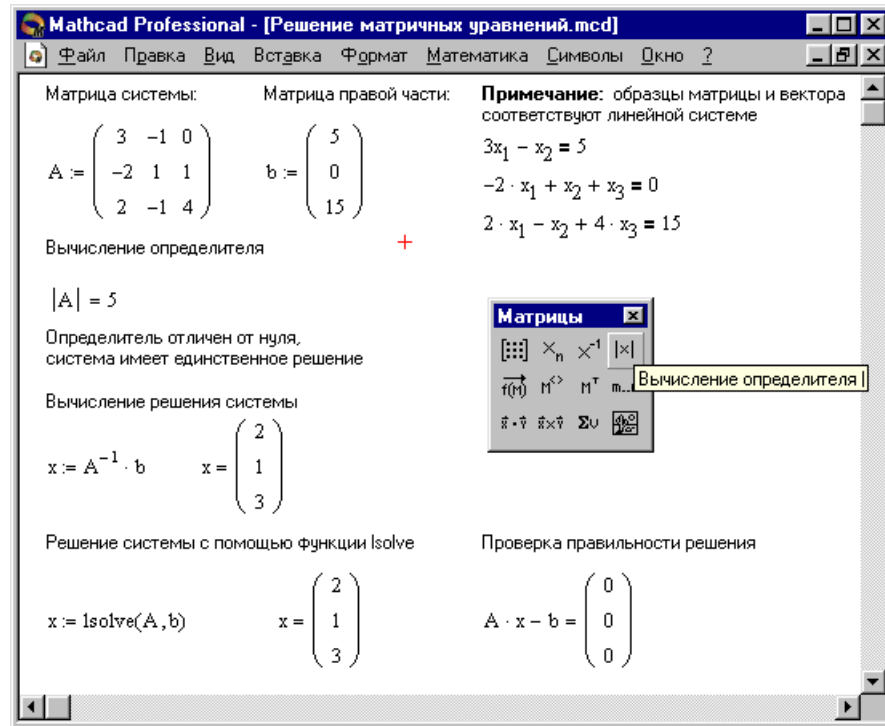 Mathcad Professional - [Решение матричных уравнений.mcd]
Файл Правка Вид Вставка Формат Математика Символы Окно ?
Матрица системы:
A := ( 3 −1 0
−2 1 1
2 −1 4 )
Матрица правой части:
b := ( 5
0
15 )
Примечание: образцы матрицы и вектора
соответствуют линейной системе
3x₁ − x₂ = 5
−2 · x₁ + x₂ + x₃ = 0
2 · x₁ − x₂ + 4 · x₃ = 15
Вычисление определителя
|A| = 5
Определитель отличен от нуля,
система имеет единственное решение
Матрицы
[:::] ×n ×⁻¹ |×|
f(M) M<> Mᵀ m..n
Вычисление определителя |
x·y x×y Συ
Вычисление решения системы
x := A⁻¹ · b x = ( 2
1
3 )
Решение системы с помощью функции lsolve
x := lsolve(A,b) x = ( 2
1
3 )
Проверка правильности решения
A · x − b = ( 0
0
0 )